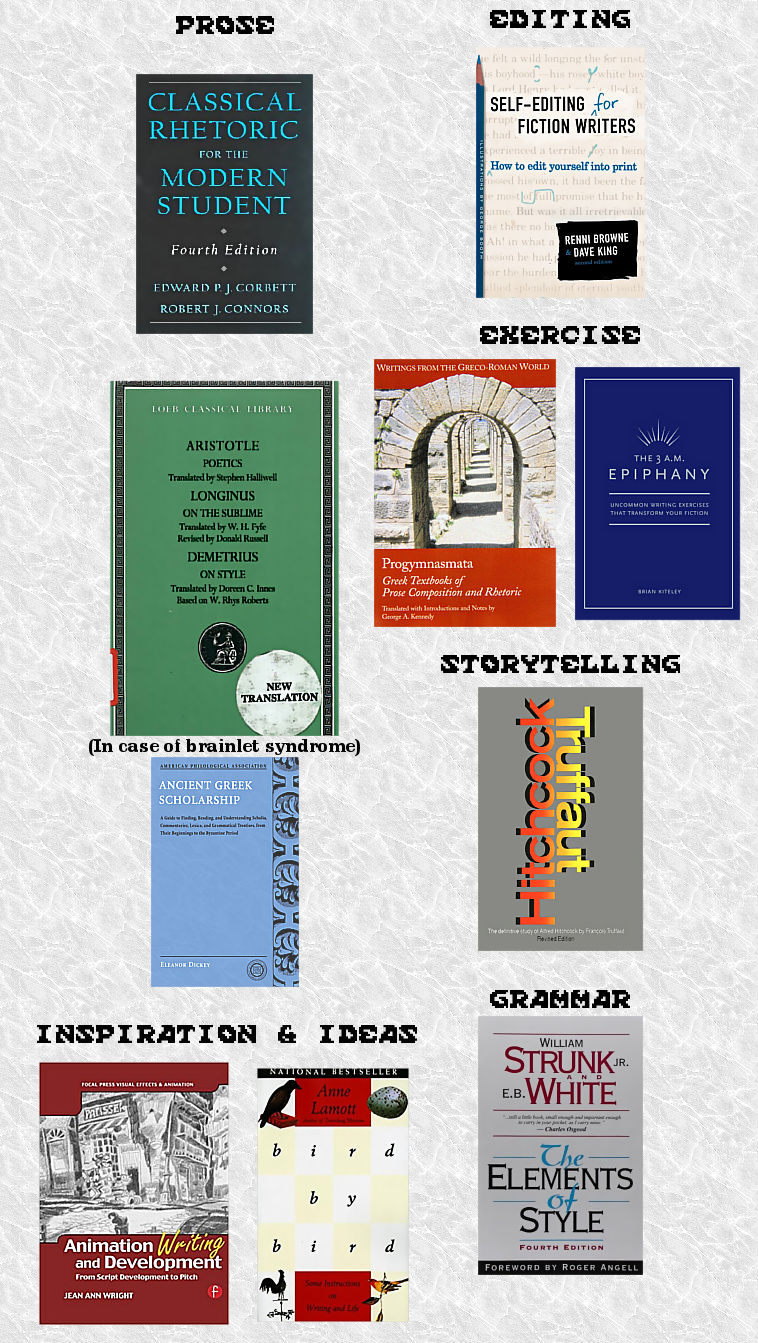 PROSE
CLASSICAL
RHETORIC
FOR THE
MODERN
STUDENT
Fourth Edition
EDWARD P. J. CORBETT
ROBERT J. CONNORS
LOEB CLASSICAL LIBRARY
ARISTOTLE
POETICS
Translated by Stephen Halliwell
LONGINUS
ON THE SUBLIME
Translated by W. H. Fyfe
Revised by Donald Russell
DEMETRIUS
ON STYLE
Translated by Doreen C. Innes
Based on W. Rhys Roberts
NEW
TRANSLATION
(In case of brainlet syndrome)
AMERICAN PHILOLOGICAL ASSOCIATION
ANCIENT GREEK
SCHOLARSHIP
A Guide to Finding, Reading, and Understanding Scholia,
Commentaries, Lexica, and Grammatical Treatises, from
Their Beginnings to the Byzantine Period
ELEANOR DICKEY
EDITING
SELF-EDITING for
FICTION WRITERS
How to edit yourself into print
ILLUSTRATIONS BY GEORGE BOOTH
RENNI BROWNE
& DAVE KING
second edition
EXERCISE
WRITINGS FROM THE GRECO-ROMAN WORLD
Progymnasmata
Greek Textbooks of
Prose Composition and Rhetoric
Translated with Introductions and Notes by
George A. Kennedy
THE 3 A.M.
EPIPHANY
UNCOMMON WRITING EXERCISES
THAT TRANSFORM YOUR FICTION
BRIAN KITELEY
STORYTELLING
Hitchcock
Truffaut
The definitive study of Alfred Hitchcock by François Truffaut
Revised Edition
GRAMMAR
WILLIAM
STRUNK JR.
AND
E.B. WHITE
"...still a little book, small enough and important enough
to carry in your pocket, as I carry mine."
— Charles Osgood
The
ELEMENTS
of
STYLE
FOURTH EDITION
FOREWORD BY ROGER ANGELL
INSPIRATION & IDEAS
FOCAL PRESS VISUAL EFFECTS & ANIMATION
Animation Writing
and Development
From Script Development to Pitch
JEAN ANN WRIGHT
NATIONAL BESTSELLER
Anne
Lamott
bird
by
bird
Some Instructions
on
Writing and Life